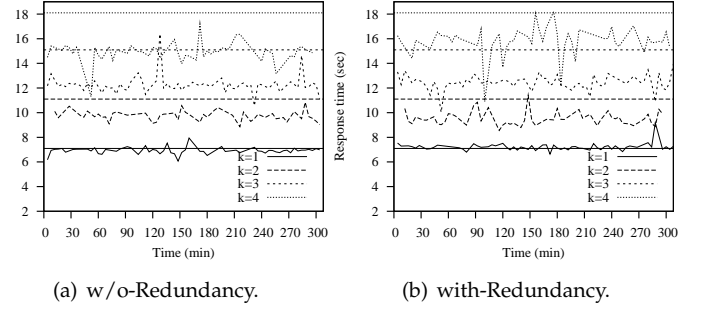 18
16
14
12
10
8
6
4
2
0 30 60 90 120 150 180 210 240 270 300
Time (min)
k=1
k=2
k=3
k=4
(a) w/o-Redundancy.
Response time (sec)
18
16
14
12
10
8
6
4
2
0 30 60 90 120 150 180 210 240 270 300
Time (min)
k=1
k=2
k=3
k=4
(b) with-Redundancy.